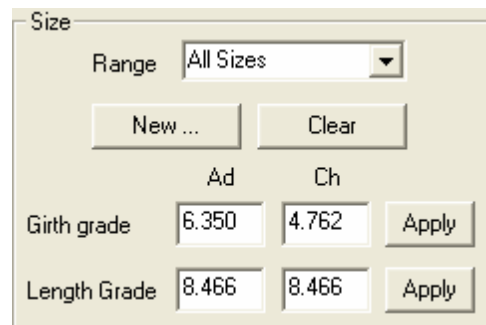 Size
Range All Sizes
New ... Clear
Ad Ch
Girth grade 6.350 4.762 Apply
Length Grade 8.466 8.466 Apply